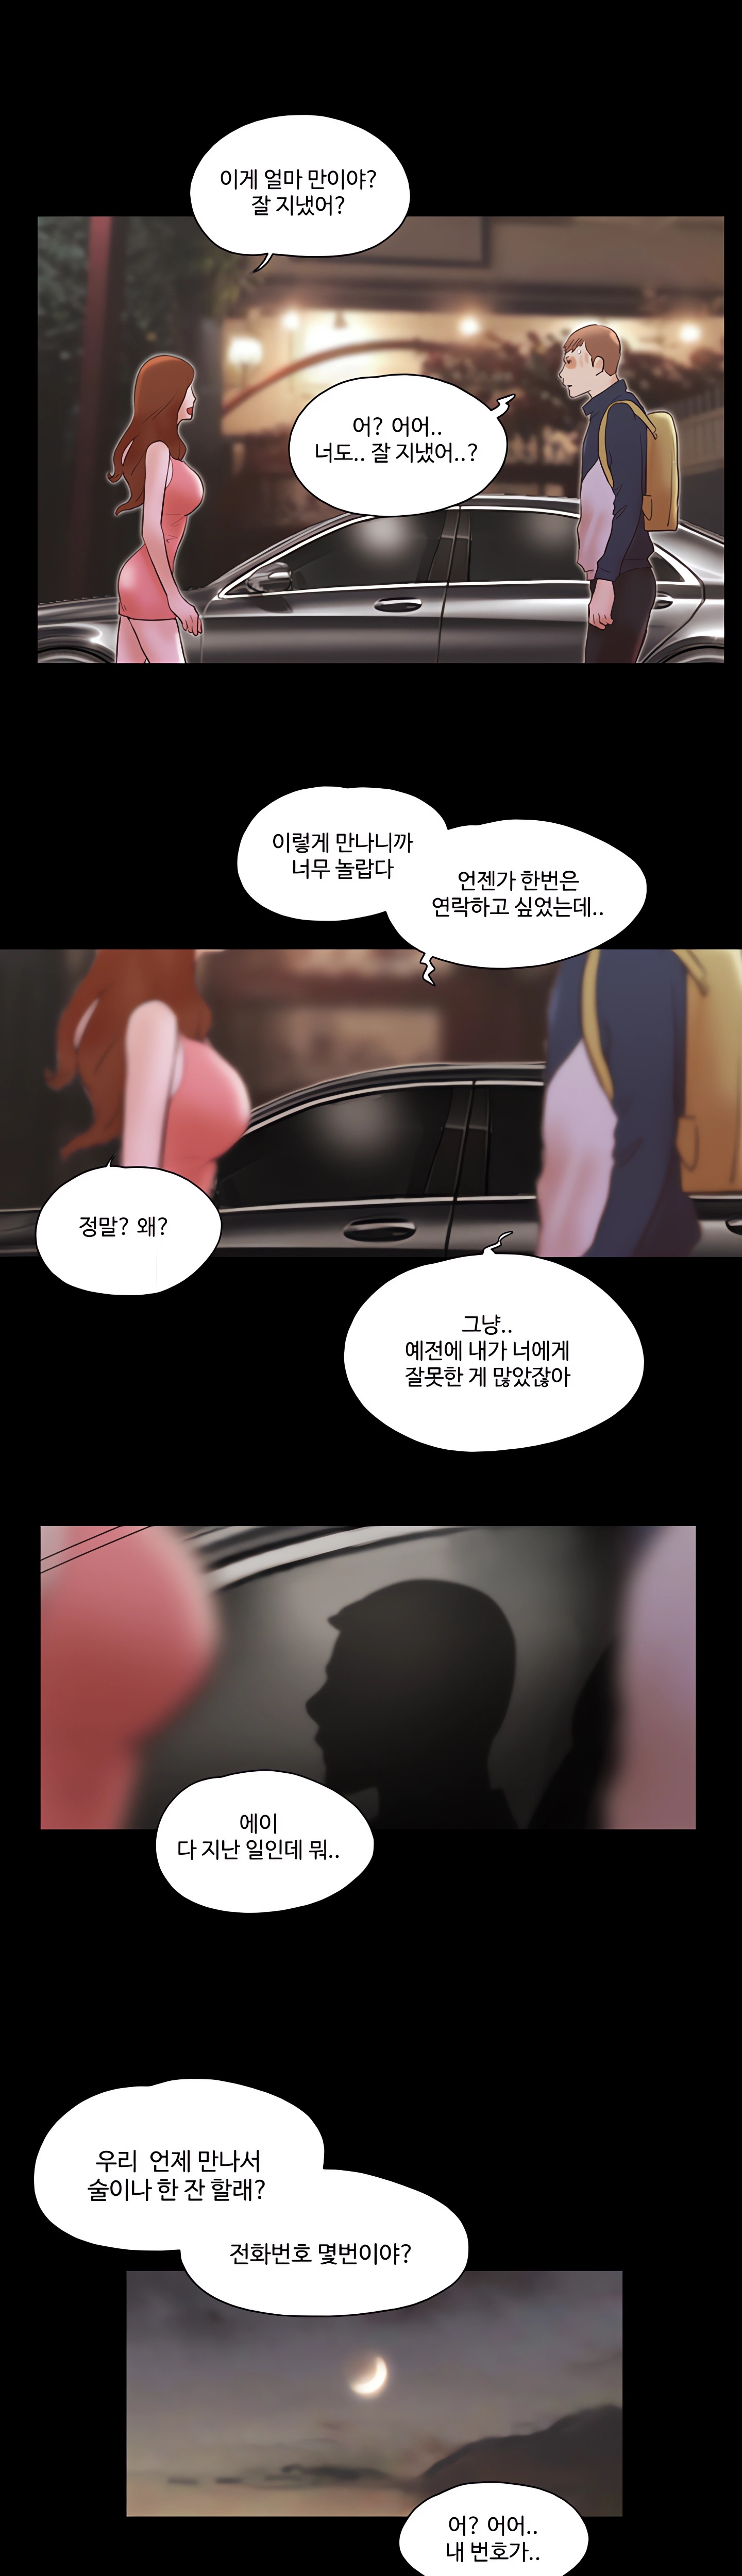 이게 얼마 만이야?
잘 지냈어?
어? 어어..
너도.. 잘 지냈어..?
이렇게 만나니까
너무 놀랍다
언젠가 한번은
연락하고 싶었는데..
정말? 왜?
그냥..
예전에 내가 너에게
잘못한 게 많았잖아
에이
다 지난 일인데 뭐..
우리 언제 만나서
술이나 한 잔 할래?
전화번호 몇번이야?
어? 어어..
내 번호가..